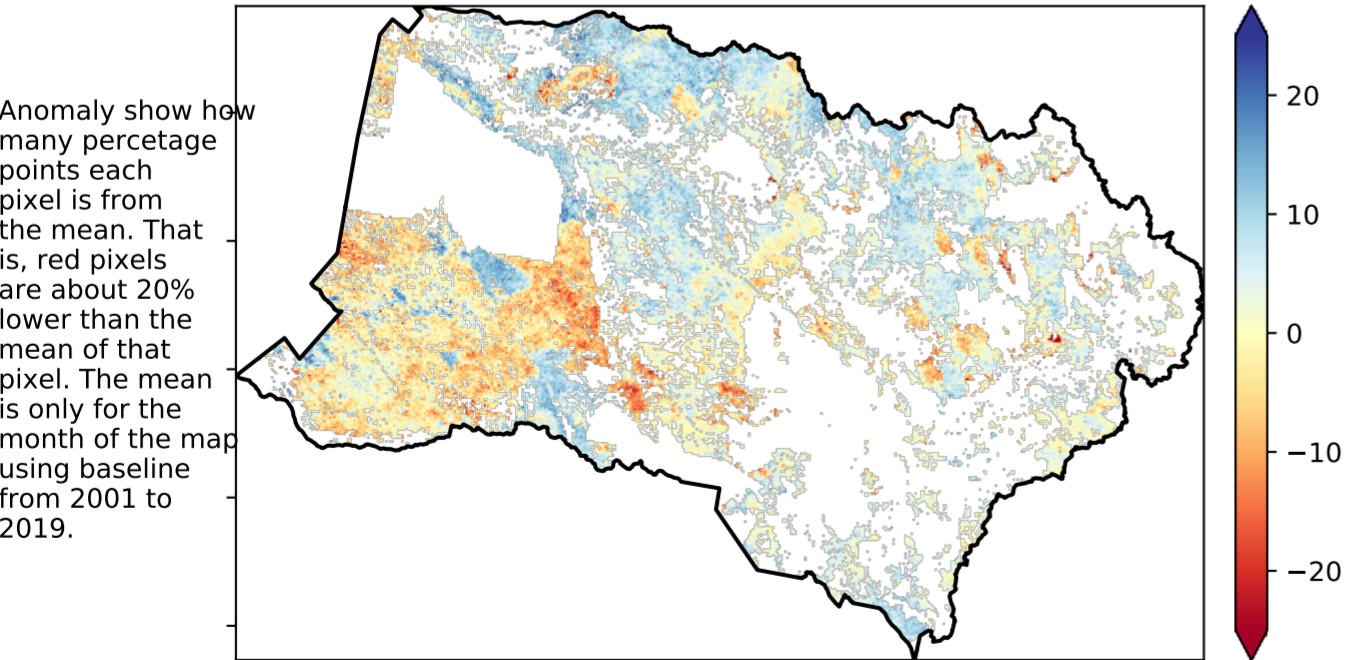 Anomaly show how
many percetage
points each
pixel is from
the mean. That
is, red pixels
are about 20%
lower than the
mean of that
pixel. The mean
is only for the
month of the map
using baseline
from 2001 to
2019.
20
10
0
−10
−20